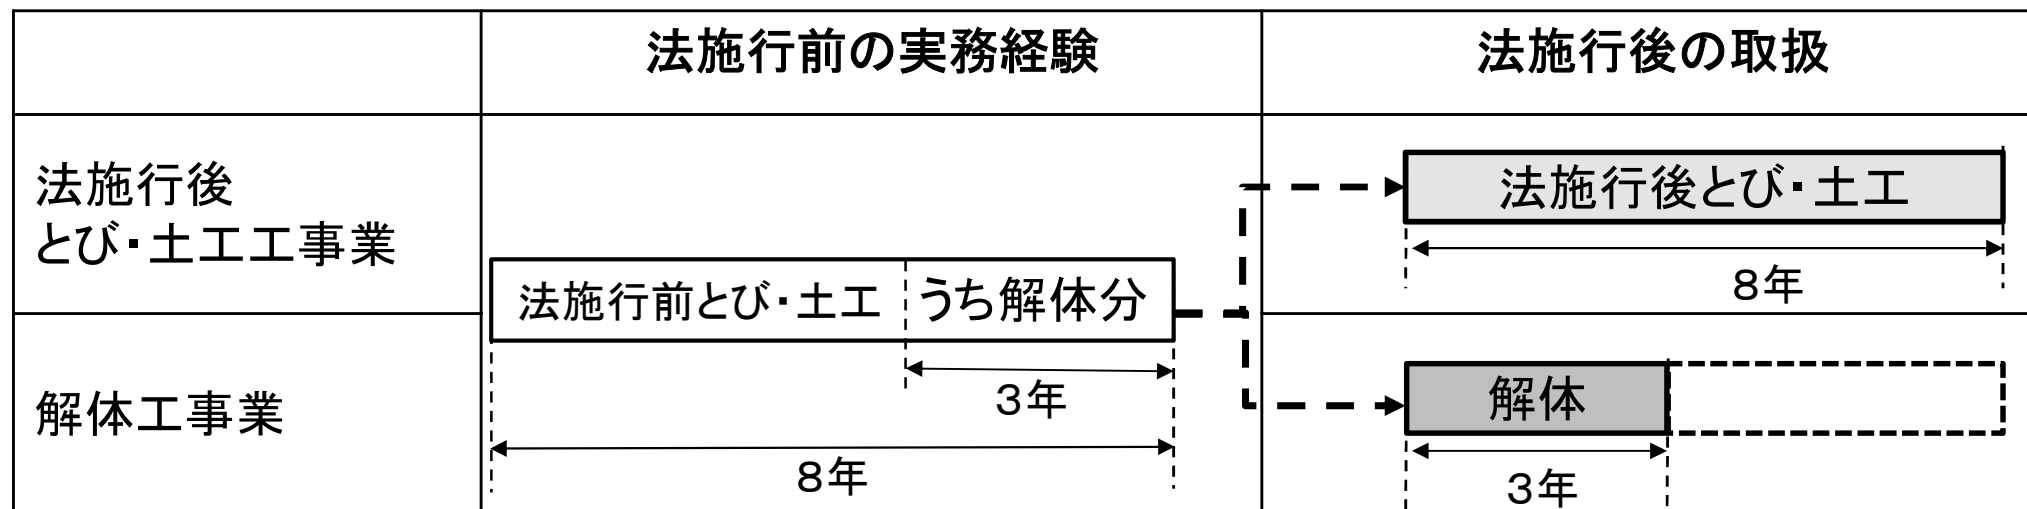 法施行前の実務経験
法施行後の取扱
法施行後
とび・土工工事業
法施行前とび・土工
うち解体分
3年
8年
法施行後とび・土工
8年
解体工事業
解体
3年